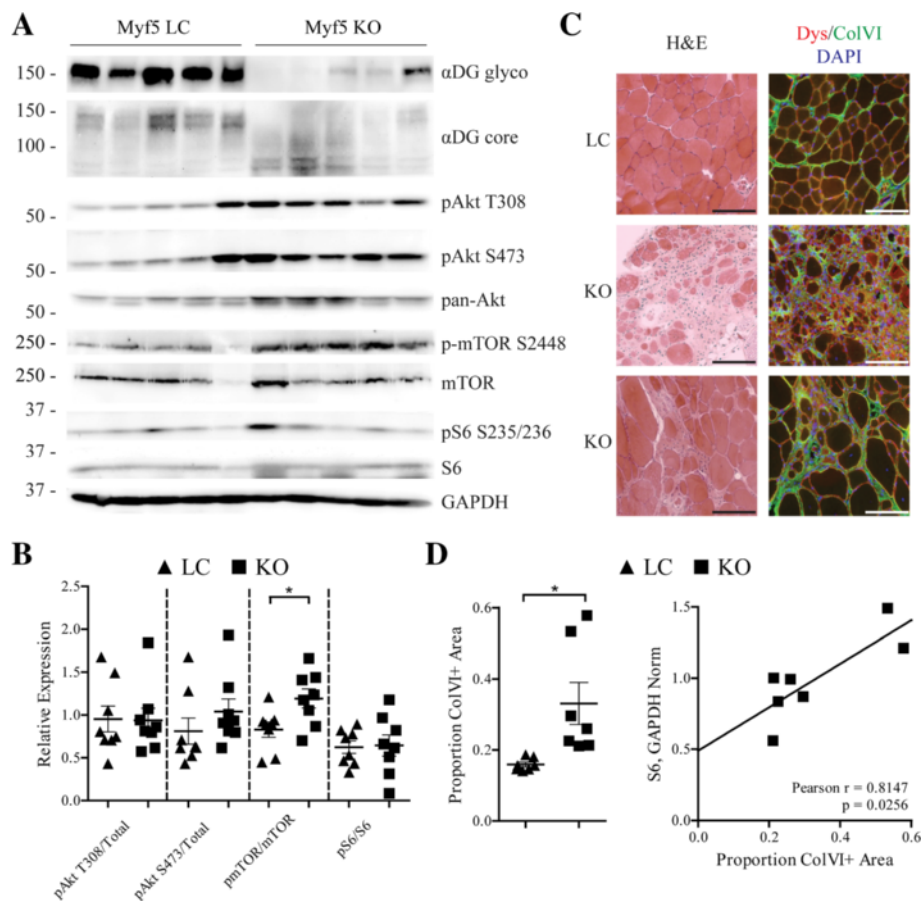 A
Myf5 LC
Myf5 KO
150 -
αDG glyco
150 -
100 -
αDG core
50 -
pAkt T308
50 -
pAkt S473
50 -
pan-Akt
250 -
p-mTOR S2448
250 -
mTOR
37 -
pS6 S235/236
37 -
S6
37 -
GAPDH
C
H&E
Dys/ColVI
DAPI
LC
KO
KO
B
▲ LC ■ KO
Relative Expression
2.5
2.0
1.5
1.0
0.5
0.0
*
pAkt T308/Total
pAkt S473/Total
pmTOR/mTOR
pS6/S6
D
▲ LC ■ KO
Proportion ColVI+ Area
0.6
0.4
0.2
0.0
*
S6, GAPDH Norm
1.5
1.0
0.5
0.0
Pearson r = 0.8147
p = 0.0256
0.0 0.2 0.4 0.6
Proportion ColVI+ Area